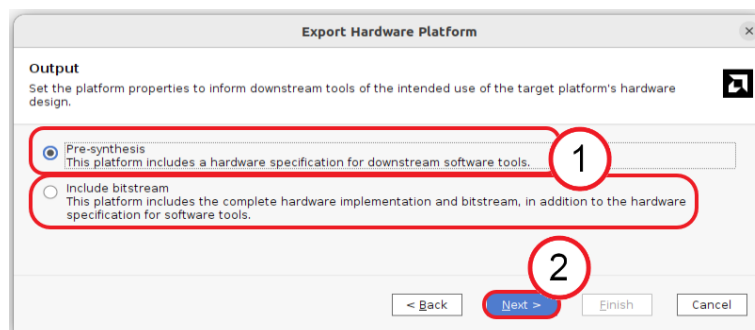 Export Hardware Platform
Output
Set the platform properties to inform downstream tools of the intended use of the target platform's hardware
design.
Pre-synthesis
This platform includes a hardware specification for downstream software tools.
1
Include bitstream
This platform includes the complete hardware implementation and bitstream, in addition to the hardware
specification for software tools.
2
< Back
Next >
Finish
Cancel